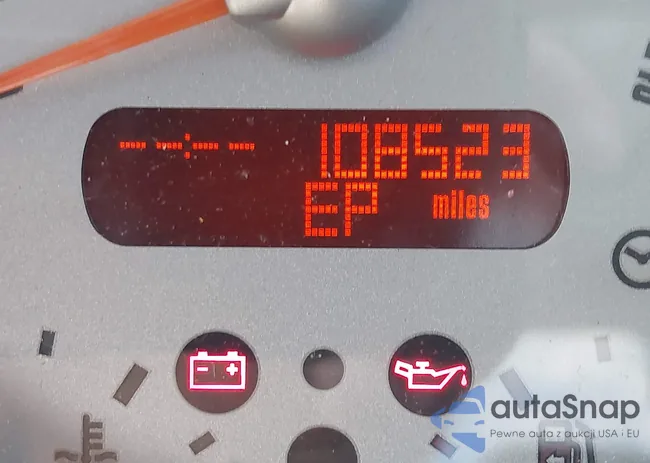 --:-- 108523
EP miles
autaSnap
Pewne auta z aukcji USA i EU